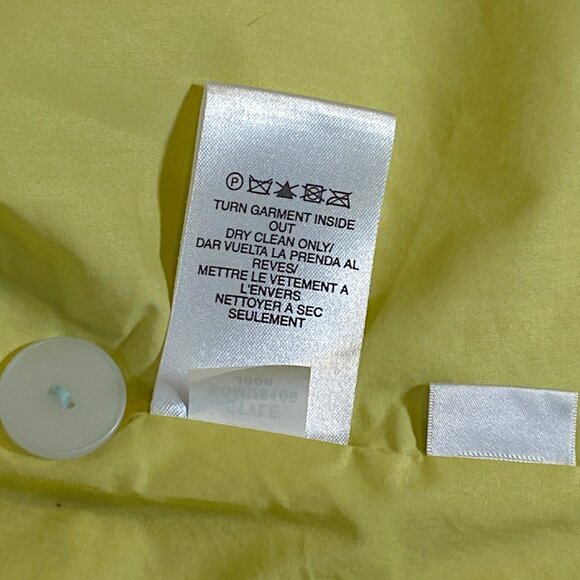 TURN GARMENT INSIDE
OUT
DRY CLEAN ONLY/
DAR VUELTA LA PRENDA AL
REVES/
METTRE LE VETEMENT A
L'ENVERS
NETTOYER A SEC
SEULEMENT
STYLE